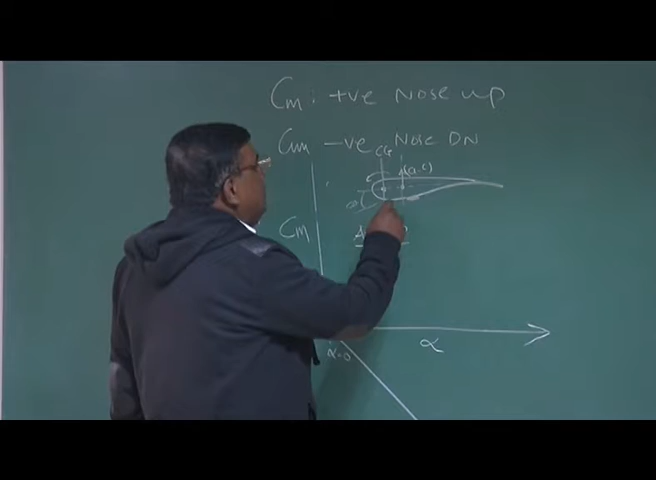 Cm : +ve Nose up
Cm -ve Nose DN
CG
(a.c)
Cm
α
α=0